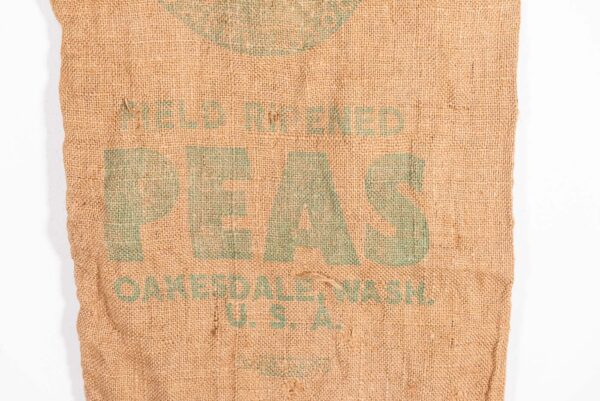 FIELD RIPENED
PEAS
OAKESDALE, WASH.
U. S. A.